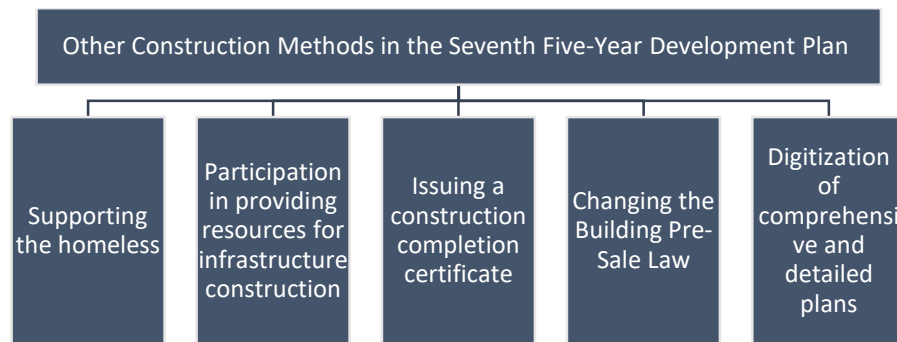 Other Construction Methods in the Seventh Five-Year Development Plan
Supporting
the homeless
Participation
in providing
resources for
infrastructure
construction
Issuing a
construction
completion
certificate
Changing the
Building Pre-
Sale Law
Digitization
of
comprehensi
ve and
detailed
plans